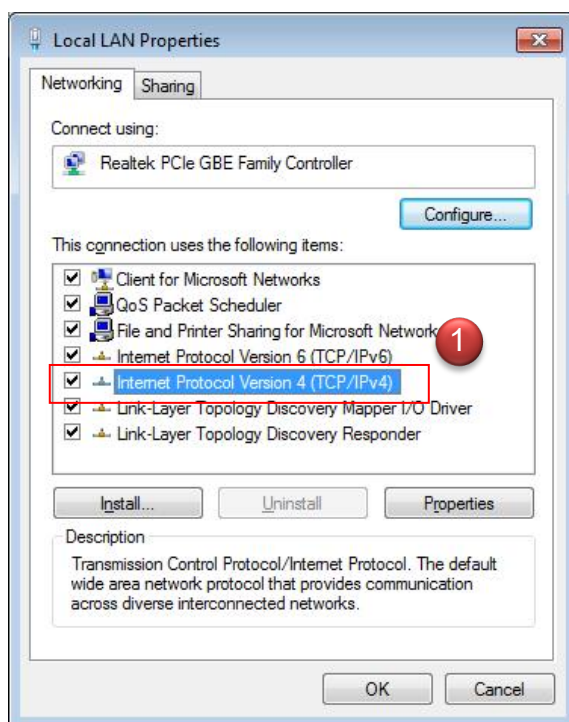 Local LAN Properties
Networking Sharing
Connect using:
Realtek PCIe GBE Family Controller
Configure...
This connection uses the following items:
Client for Microsoft Networks
QoS Packet Scheduler
File and Printer Sharing for Microsoft Network
1
Internet Protocol Version 6 (TCP/IPv6)
Internet Protocol Version 4 (TCP/IPv4)
Link-Layer Topology Discovery Mapper I/O Driver
Link-Layer Topology Discovery Responder
Install... Uninstall Properties
Description
Transmission Control Protocol/Internet Protocol. The default
wide area network protocol that provides communication
across diverse interconnected networks.
OK Cancel